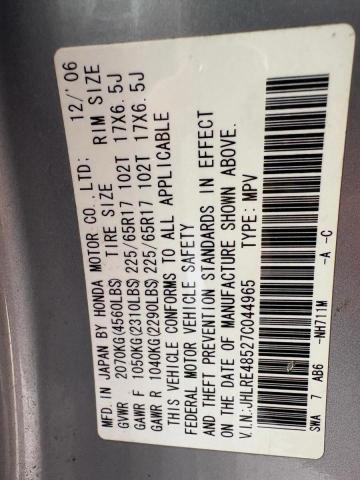 MFD. IN JAPAN BY HONDA MOTOR CO., LTD: 12/'06
GVWR 2070KG(4560LBS) TIRE SIZE RIM SIZE
GAWR F 1050KG(2310LBS) 225/65R17 102T 17X6.5J
GAWR R 1040KG(2290LBS) 225/65R17 102T 17X6.5J
THIS VEHICLE CONFORMS TO ALL APPLICABLE
FEDERAL MOTOR VEHICLE SAFETY
AND THEFT PREVENTION STANDARDS IN EFFECT
ON THE DATE OF MANUFACTURE SHOWN ABOVE.
V.I.N:JHLRE48527C044965 TYPE: MPV
SWA 7 AB6 -NH711M -A -C